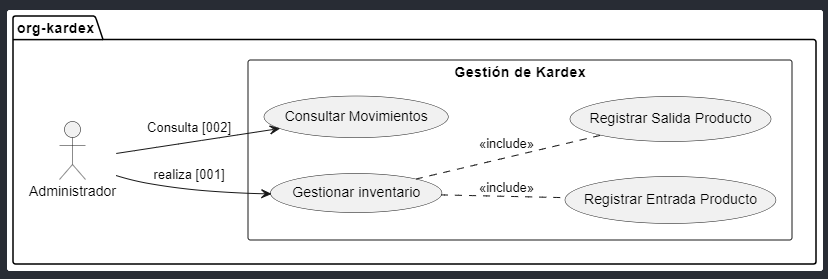 org-kardex
Gestión de Kardex
Consulta [002]
Consultar Movimientos
Registrar Salida Producto
«include»
Administrador
realiza [001]
Gestionar inventario
«include»
Registrar Entrada Producto